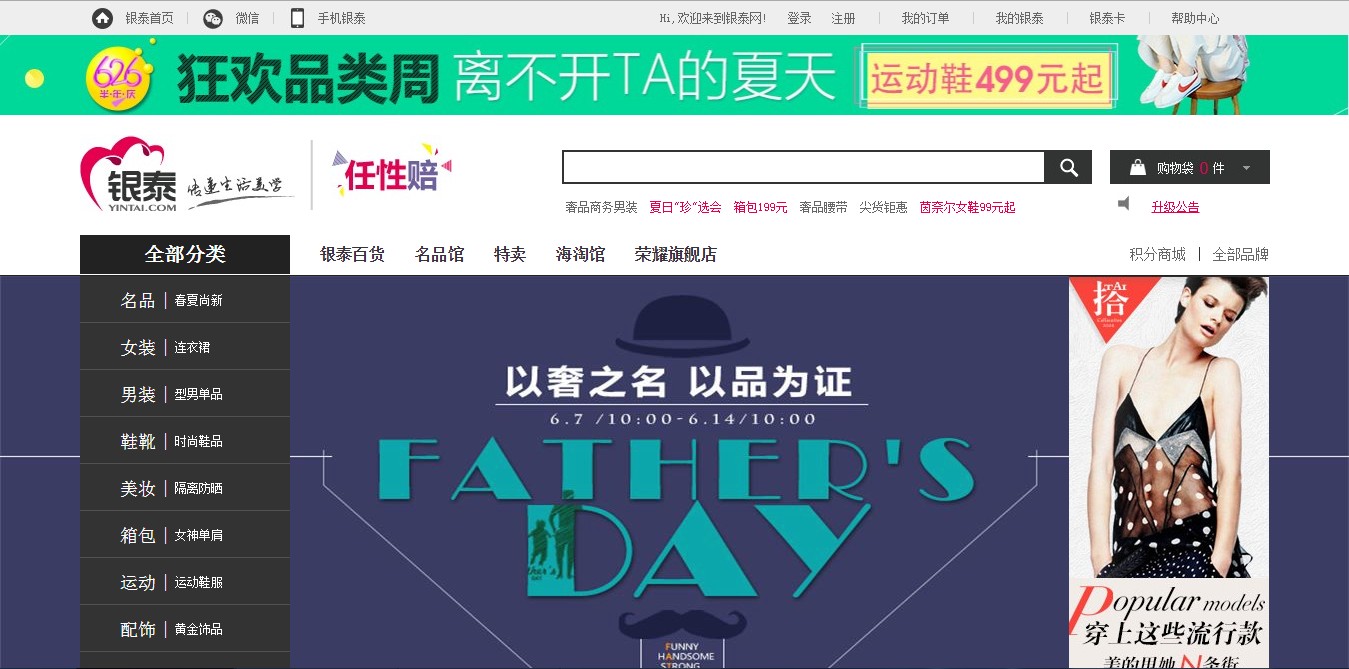 银泰首页 微信 手机银泰 Hi,欢迎来到银泰网! 登录 注册 我的订单 我的银泰 银泰卡 帮助中心
626 半·年·庆 狂欢品类周 离不开TA的夏天 运动鞋499元起
银泰 YINTAI.COM 传递生活美学 任性赔
购物袋 0 件
奢品商务男装 夏日“珍”选会 箱包199元 奢品腰带 尖货钜惠 茵奈尔女鞋99元起 升级公告
全部分类 银泰百货 名品馆 特卖 海淘馆 荣耀旗舰店 积分商城 全部品牌
名品 春夏尚新
女装 连衣裙
男装 型男单品
鞋靴 时尚鞋品
美妆 隔离防晒
箱包 女神单肩
运动 运动鞋服
配饰 黄金饰品
以奢之名 以品为证
6.7 /10:00-6.14/10:00
FATHER'S
DAY
FUNNY
HANDSOME
STRONG
拾
Popular models
穿上这些流行款
美的甩她N条街